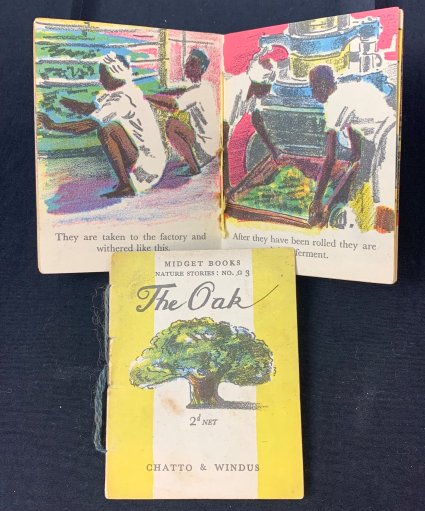 They are taken to the factory and
withered like this.
After they have been rolled they are
ferment.
MIDGET BOOKS
NATURE STORIES: NO. G 3
The Oak
2d NET
CHATTO & WINDUS